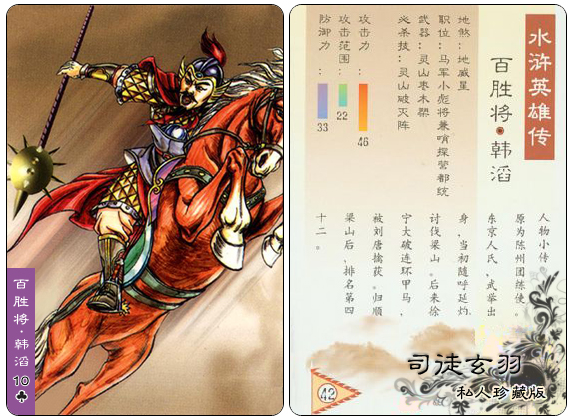 百胜将·韩滔
10♣
水浒英雄传
百胜将•韩滔
地煞：地威星
职位：马军小彪将兼哨探营都统
武器：灵山枣木槊
必杀技：灵山破灭阵
攻击力：
46
攻击范围：
22
防御力：
33
人物小传
原为陈州团练使。
东京人氏，武举出
身，当初随呼延灼
讨伐梁山。后来徐
宁大破连环甲马，
被刘唐擒获。归顺
梁山后，排名第四
十二。
42
司徒玄羽
私人珍藏版